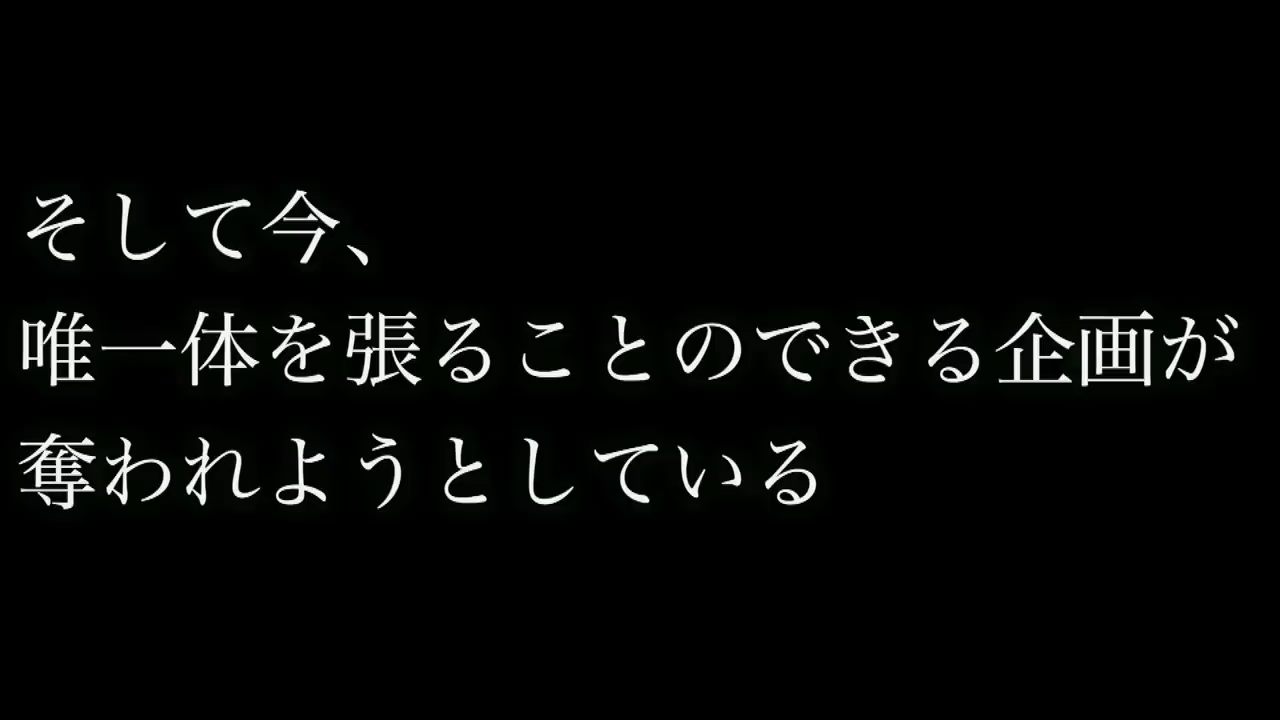 そして今、
唯一体を張ることのできる企画が
奪われようとしている